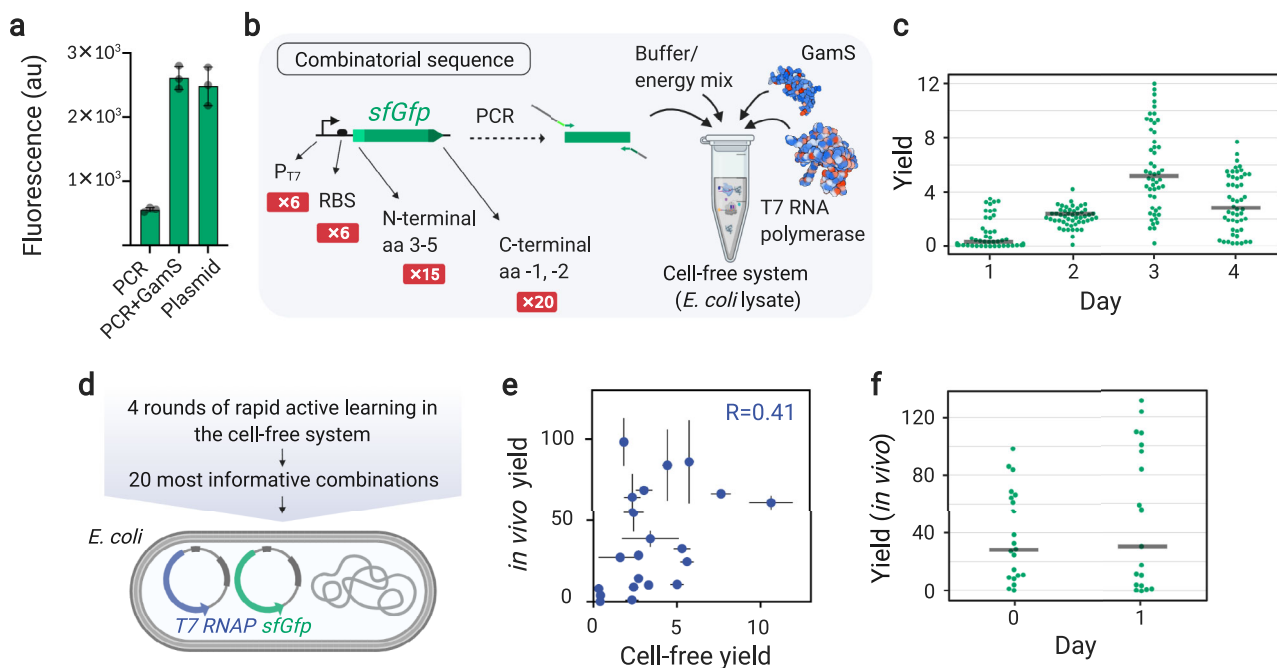 a
Fluorescence (au)
3×10³
2×10³
1×10³
PCR
PCR+GamS
Plasmid
b
Combinatorial sequence
sfGfp
PCR
P_T7
×6
RBS
×6
N-terminal
aa 3-5
×15
C-terminal
aa -1, -2
×20
Buffer/
energy mix
GamS
T7 RNA
polymerase
Cell-free system
(E. coli lysate)
c
Yield
12
8
4
0
1 2 3 4
Day
d
4 rounds of rapid active learning in
the cell-free system
20 most informative combinations
E. coli
T7 RNAP sfGfp
e
R=0.41
in vivo yield
100
50
0
0 5 10
Cell-free yield
f
Yield (in vivo)
120
80
40
0
0 1
Day